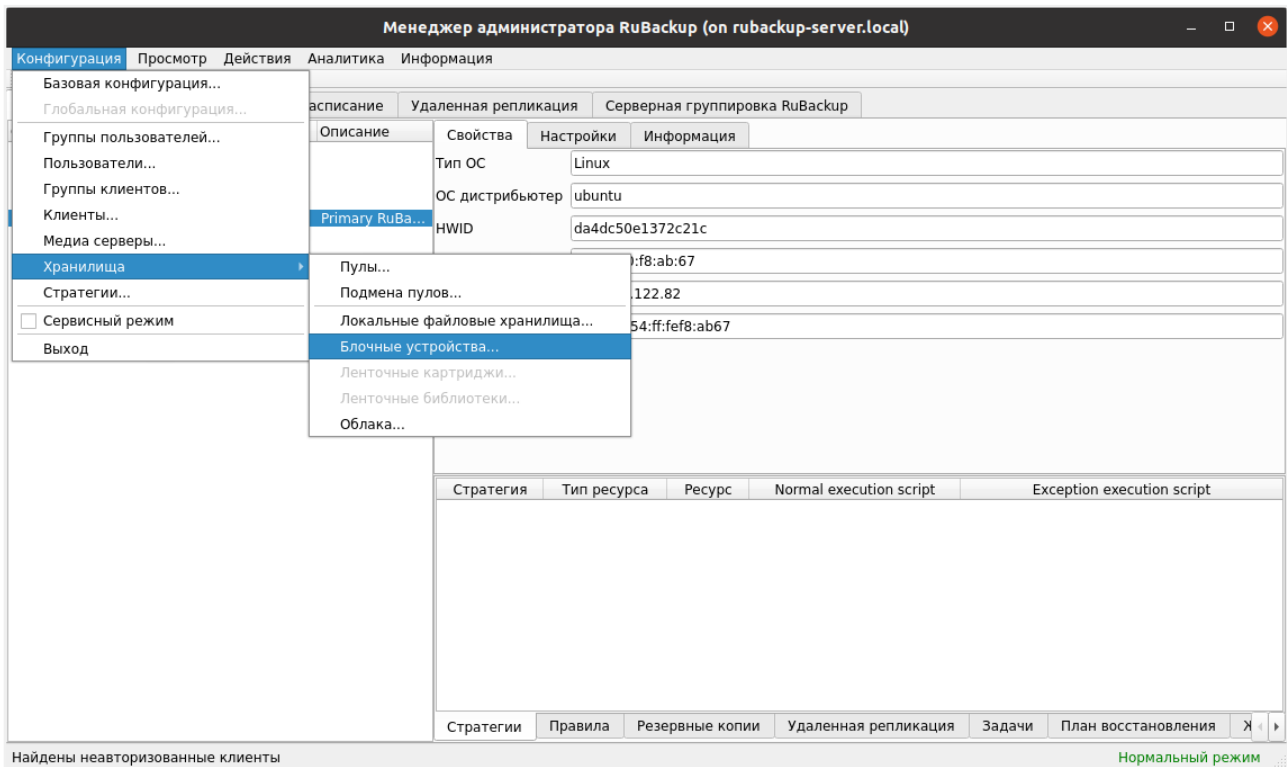 Менеджер администратора RuBackup (on rubackup-server.local)
Конфигурация Просмотр Действия Аналитика Информация
Базовая конфигурация...
Глобальная конфигурация...
Удаленная репликация Серверная группировка RuBackup
Группы пользователей...
Описание
Свойства Настройки Информация
Пользователи...
Тип ОС Linux
Группы клиентов...
ОС дистрибьютер ubuntu
Клиенты...
Primary RuBa...
HWID da4dc50e1372c21c
Медиа серверы...
Хранилища
Пулы...
:f8:ab:67
Стратегии...
Подмена пулов...
.122.82
Сервисный режим
Локальные файловые хранилища...
54:ff:fef8:ab67
Выход
Блочные устройства...
Ленточные картриджи...
Ленточные библиотеки...
Облака...
Стратегия Тип ресурса Ресурс Normal execution script Exception execution script
Стратегии Правила Резервные копии Удаленная репликация Задачи План восстановления
Найдены неавторизованные клиенты Нормальный режим